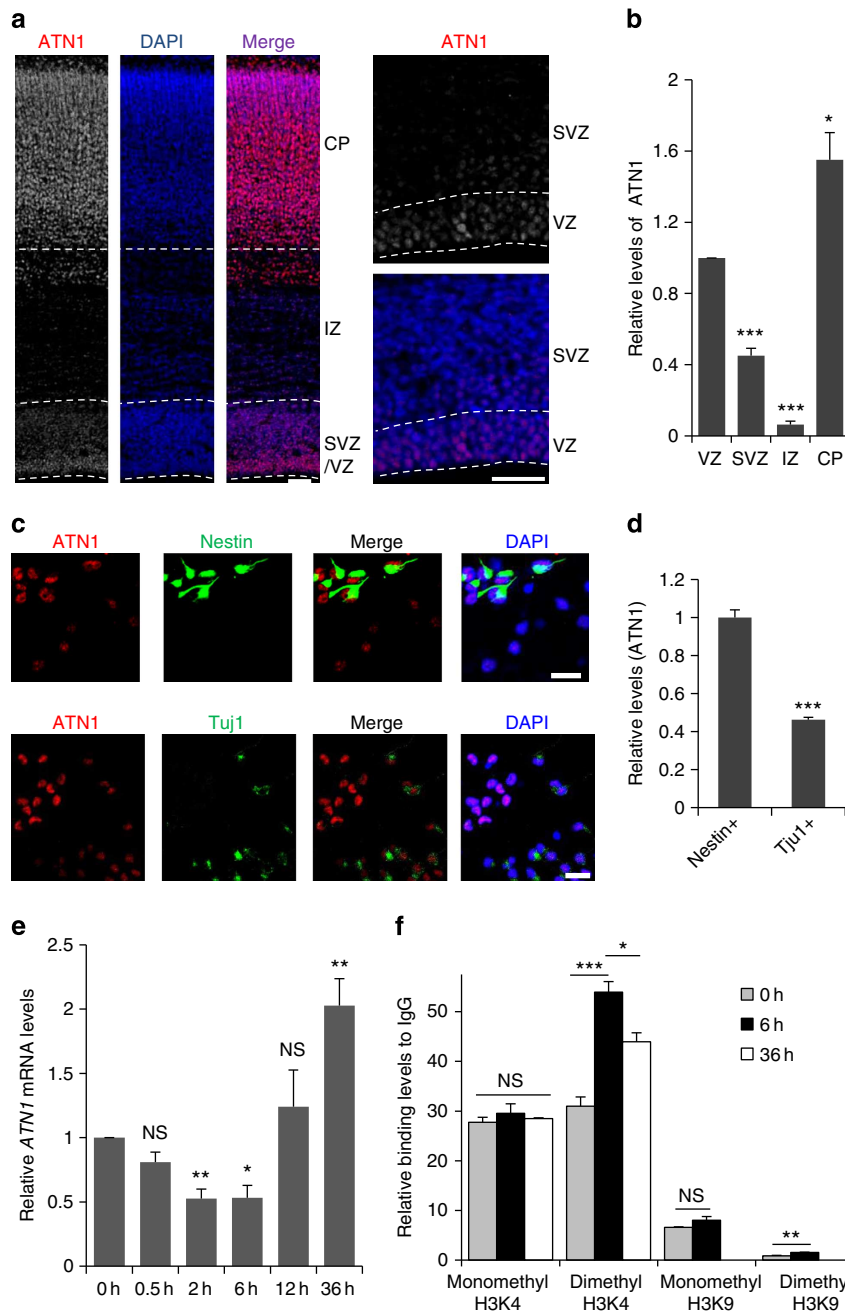 a
ATN1 DAPI Merge
CP
IZ
SVZ
/VZ
ATN1
SVZ
VZ
SVZ
VZ
b
Relative levels of ATN1
2
1.6
1.2
0.8
0.4
0
***
***
*
VZ SVZ IZ CP
c
ATN1 Nestin Merge DAPI
ATN1 Tuj1 Merge DAPI
d
Relative levels (ATN1)
1.2
1
0.8
0.6
0.4
0.2
0
***
Nestin+ Tju1+
e
Relative ATN1 mRNA levels
2.5
2
1.5
1
0.5
0
NS
**
*
NS
**
0 h 0.5 h 2 h 6 h 12 h 36 h
f
Relative binding levels to IgG
50
40
30
20
10
0
NS
***
*
NS
**
0 h
6 h
36 h
Monomethyl Dimethyl Monomethyl Dimethyl
H3K4 H3K4 H3K9 H3K9